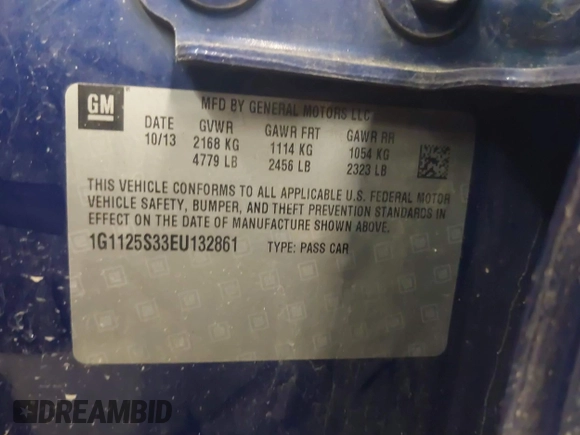 GM
MFD BY GENERAL MOTORS LLC
DATE GVWR GAWR FRT GAWR RR
10/13 2168 KG 1114 KG 1054 KG
4779 LB 2456 LB 2323 LB
THIS VEHICLE CONFORMS TO ALL APPLICABLE U.S. FEDERAL MOTOR
VEHICLE SAFETY, BUMPER, AND THEFT PREVENTION STANDARDS IN
EFFECT ON THE DATE OF MANUFACTURE SHOWN ABOVE.
1G1125S33EU132861 TYPE: PASS CAR
DREAMBID